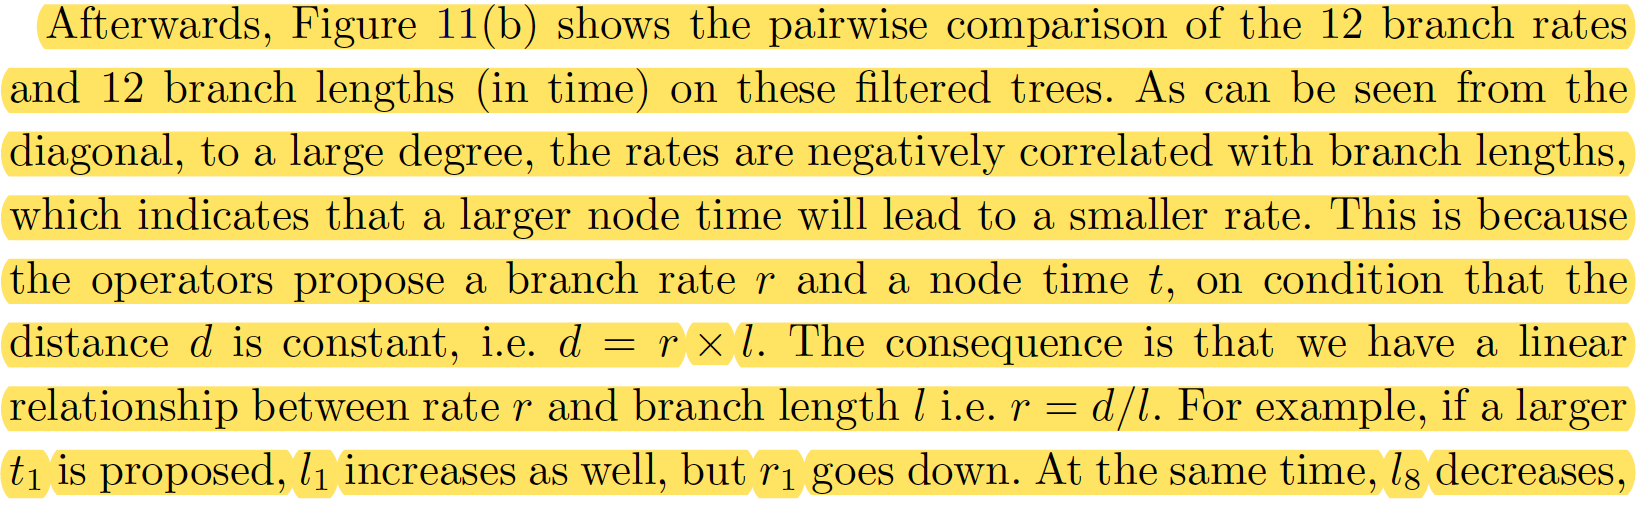 Afterwards, Figure 11(b) shows the pairwise comparison of the 12 branch rates
and 12 branch lengths (in time) on these filtered trees. As can be seen from the
diagonal, to a large degree, the rates are negatively correlated with branch lengths,
which indicates that a larger node time will lead to a smaller rate. This is because
the operators propose a branch rate r and a node time t, on condition that the
distance d is constant, i.e. d = r × l. The consequence is that we have a linear
relationship between rate r and branch length l i.e. r = d/l. For example, if a larger
t₁ is proposed, l₁ increases as well, but r₁ goes down. At the same time, l₈ decreases,